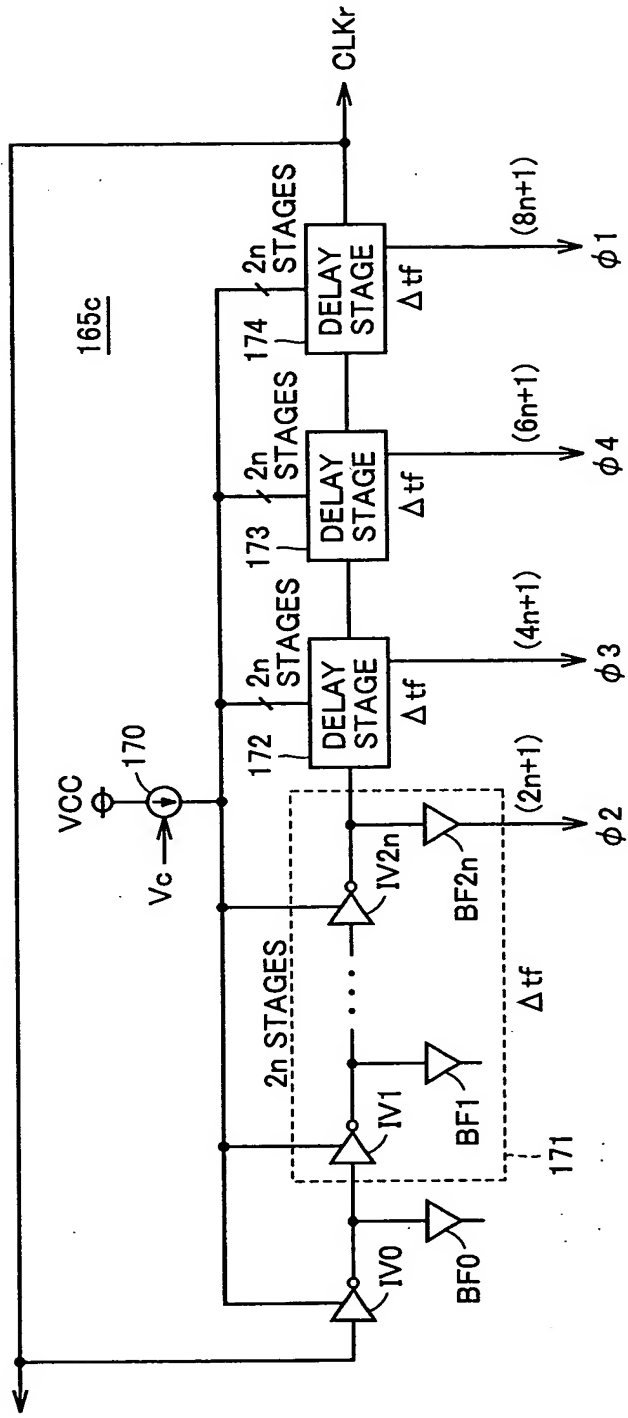 165c
VCC
170
Vc
2n STAGES
2n
STAGES
2n
STAGES
2n
STAGES
172
173
174
DELAY
STAGE
DELAY
STAGE
DELAY
STAGE
CLKr
IV0
IV1
IV2n
BF0
BF1
BF2n
171
Δtf
Δtf
Δtf
Δtf
(2n+1)
(4n+1)
(6n+1)
(8n+1)
φ2
φ3
φ4
φ1